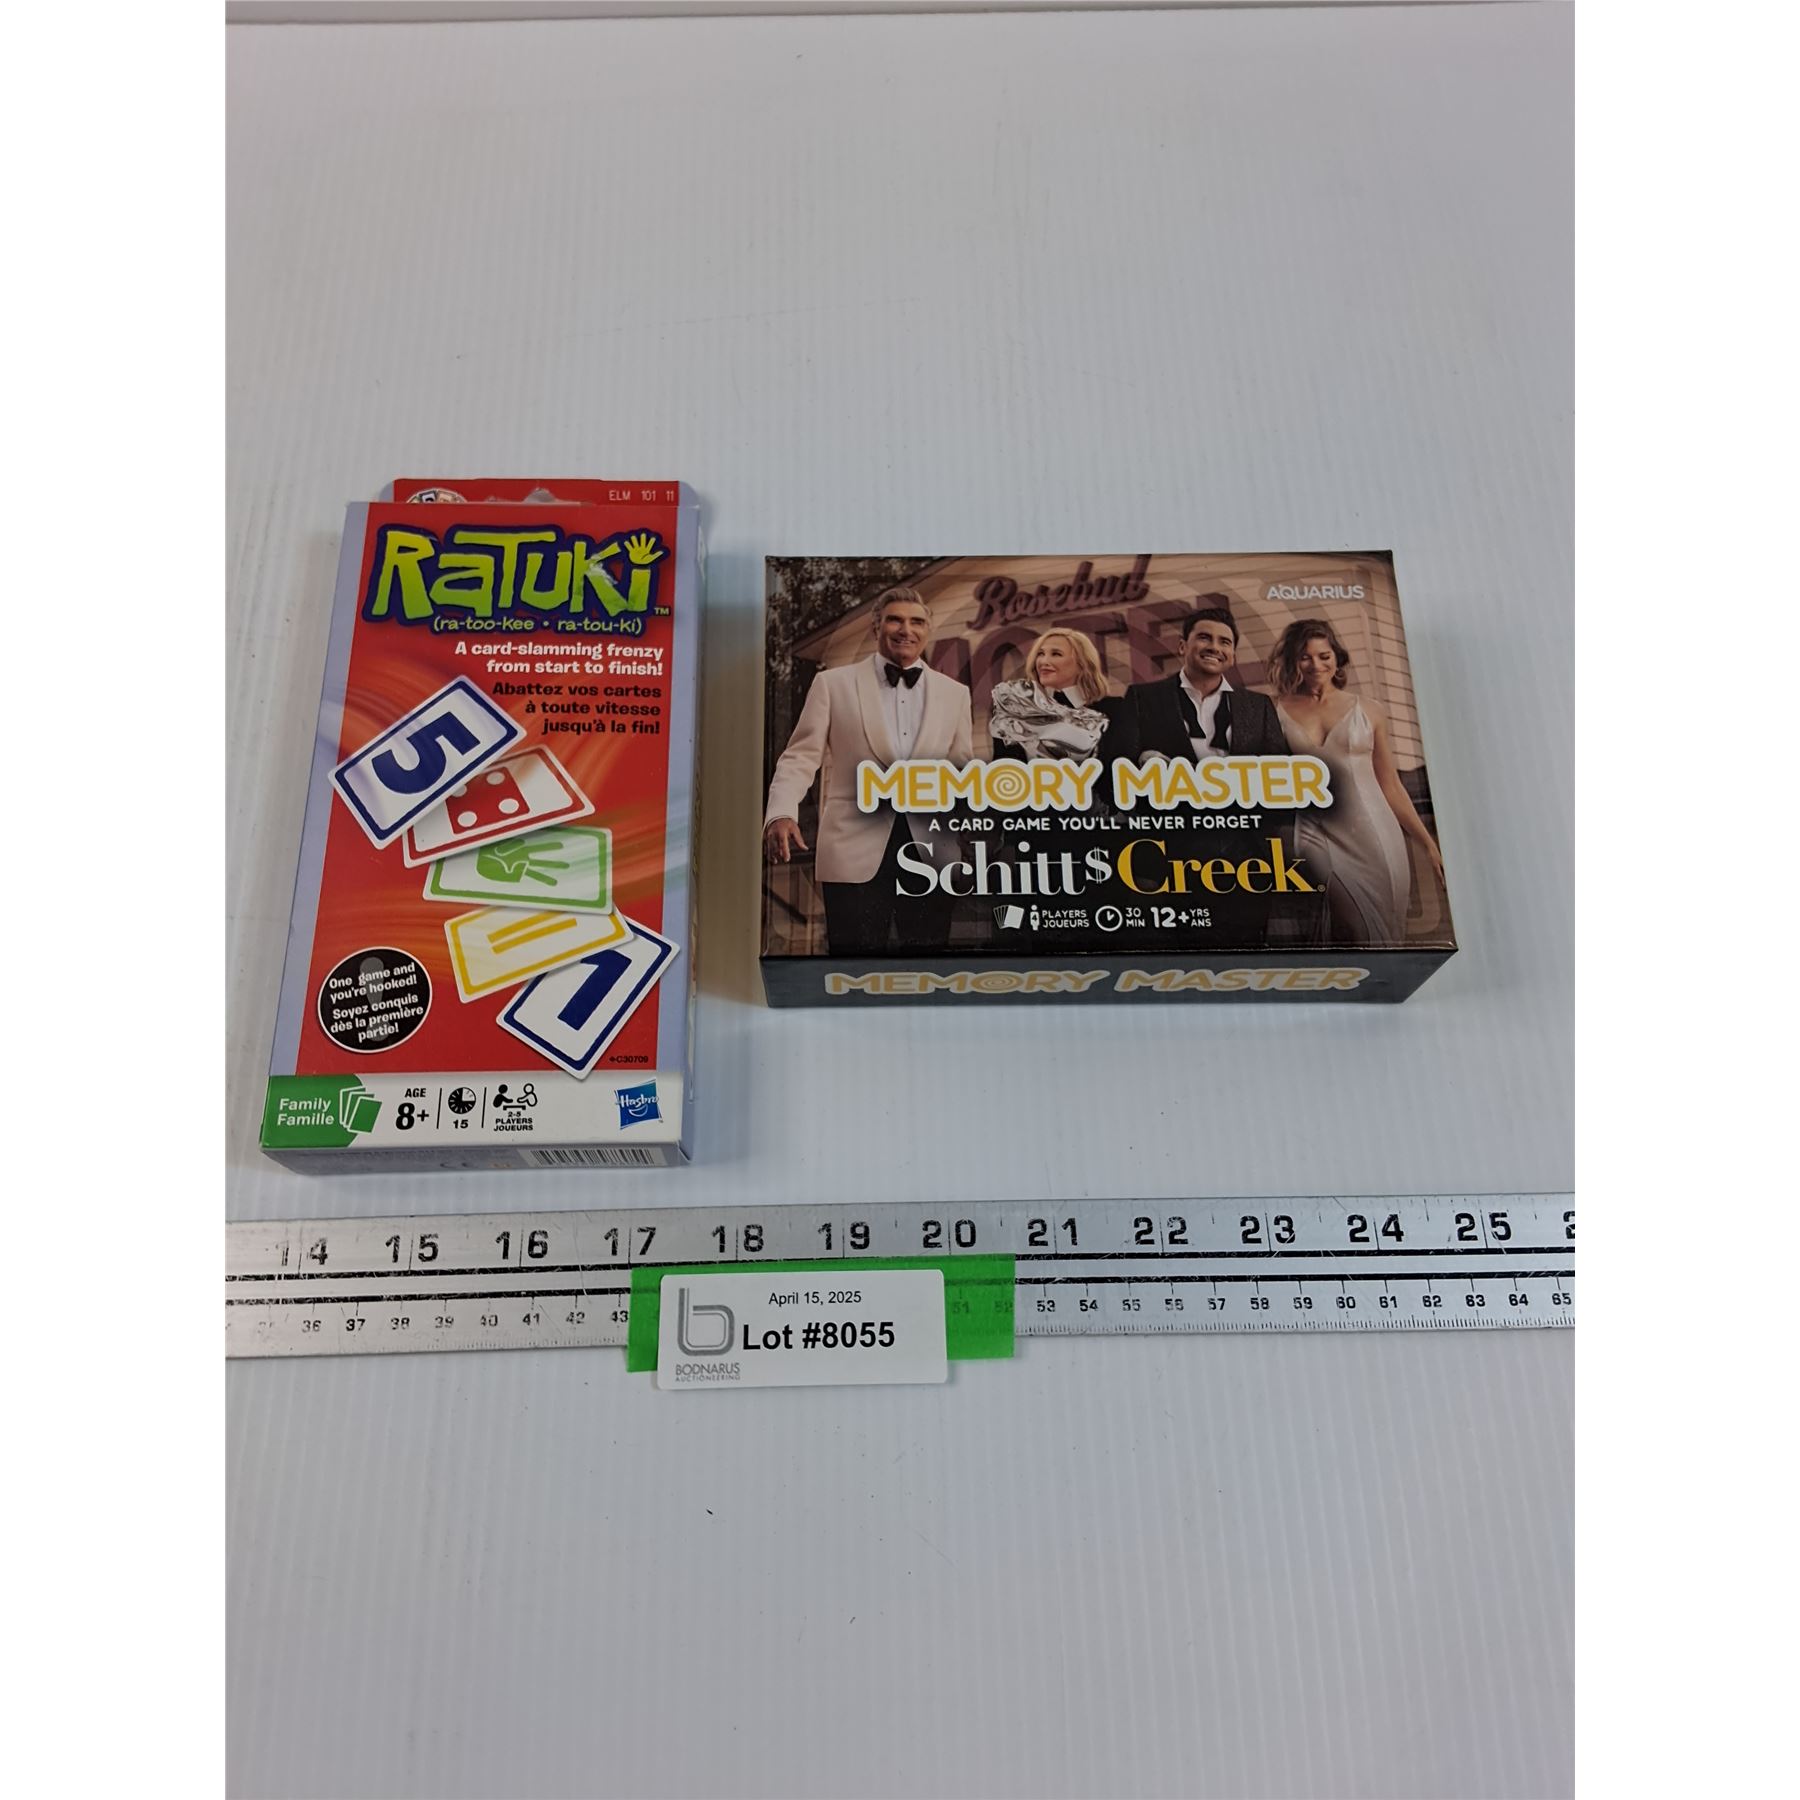 ELM 101 11
RaTuKi™
(ra-too-kee • ra-tou-ki)
A card-slamming frenzy
from start to finish!
Abattez vos cartes
à toute vitesse
jusqu'à la fin!
5
1
One game and
you're hooked!
Soyez conquis
dès la première
partie!
C30709
Family
Famille
AGE
8+
15
2-5
PLAYERS
JOUEURS
Hasbro
Rosebud
MOTEL
AQUARIUS
MEMORY MASTER
A CARD GAME YOU'LL NEVER FORGET
Schitt$ Creek®
PLAYERS
JOUEURS
30
MIN
12+
YRS
ANS
MEMORY MASTER
14 15 16 17 18 19 20 21 22 23 24 25
36 37 38 39 40 41 42 43 51 52 53 54 55 56 57 58 59 60 61 62 63 64 65
April 15, 2025
Lot #8055
BODNARUS
AUCTIONEERING